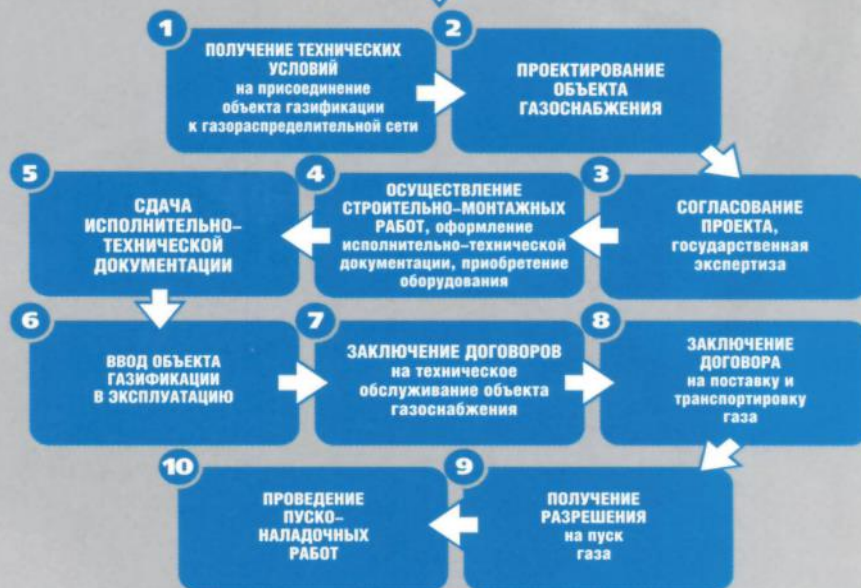 1
ПОЛУЧЕНИЕ ТЕХНИЧЕСКИХ
УСЛОВИЙ
на присоединение
объекта газификации
к газораспределительной сети
2
ПРОЕКТИРОВАНИЕ
ОБЪЕКТА
ГАЗОСНАБЖЕНИЯ
3
СОГЛАСОВАНИЕ
ПРОЕКТА,
государственная
экспертиза
4
ОСУЩЕСТВЛЕНИЕ
СТРОИТЕЛЬНО-МОНТАЖНЫХ
РАБОТ, оформление
исполнительно-технической
документации, приобретение
оборудования
5
СДАЧА
ИСПОЛНИТЕЛЬНО-
ТЕХНИЧЕСКОЙ
ДОКУМЕНТАЦИИ
6
ВВОД ОБЪЕКТА
ГАЗИФИКАЦИИ
В ЭКСПЛУАТАЦИЮ
7
ЗАКЛЮЧЕНИЕ ДОГОВОРОВ
на техническое
обслуживание объекта
газоснабжения
8
ЗАКЛЮЧЕНИЕ
ДОГОВОРА
на поставку и
транспортировку
газа
9
ПОЛУЧЕНИЕ
РАЗРЕШЕНИЯ
на пуск
газа
10
ПРОВЕДЕНИЕ
ПУСКО-
НАЛАДОЧНЫХ
РАБОТ